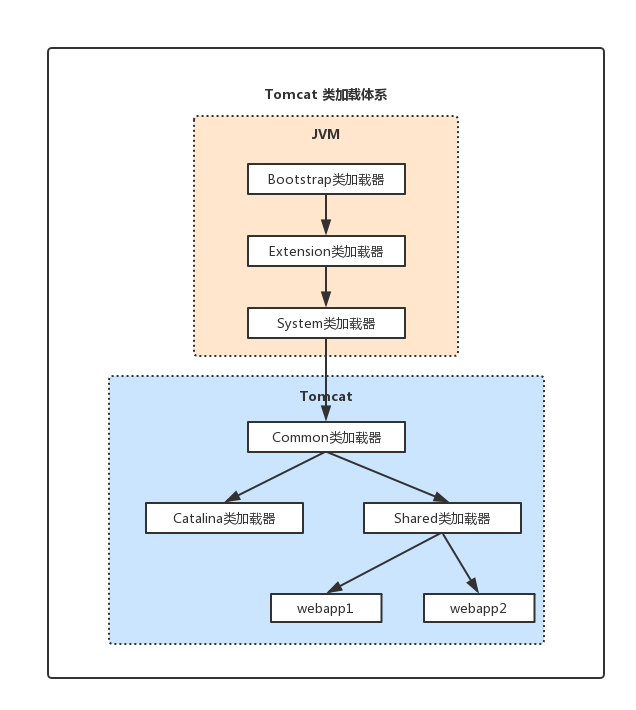 Tomcat 类加载体系
JVM
Bootstrap类加载器
Extension类加载器
System类加载器
Tomcat
Common类加载器
Catalina类加载器
Shared类加载器
webapp1
webapp2